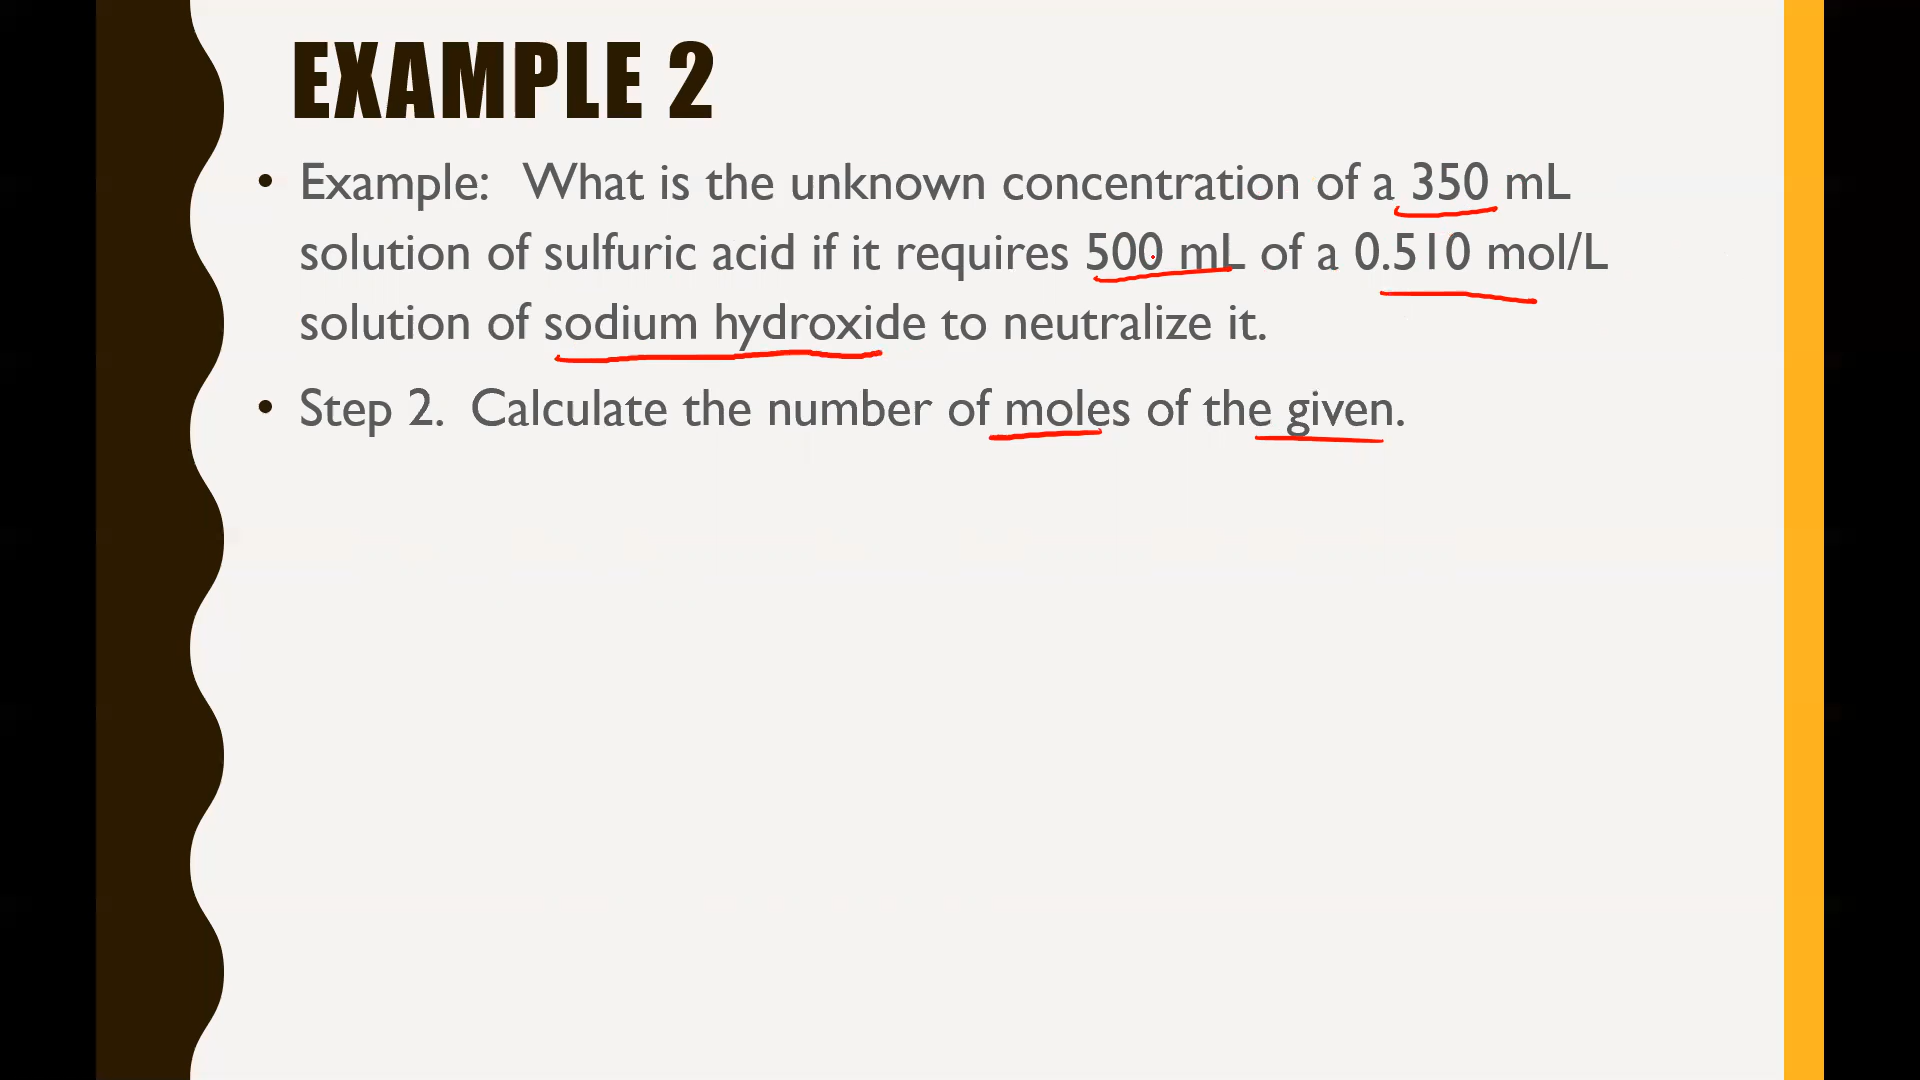 EXAMPLE 2
• Example: What is the unknown concentration of a 350 mL
solution of sulfuric acid if it requires 500 mL of a 0.510 mol/L
solution of sodium hydroxide to neutralize it.
• Step 2. Calculate the number of moles of the given.